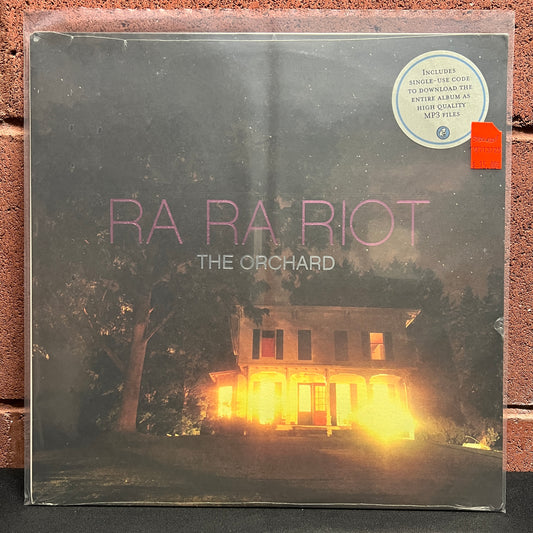 INCLUDES
SINGLE-USE CODE
TO DOWNLOAD THE
ENTIRE ALBUM AS
HIGH QUALITY
MP3 FILES
RA RA RIOT
THE ORCHARD